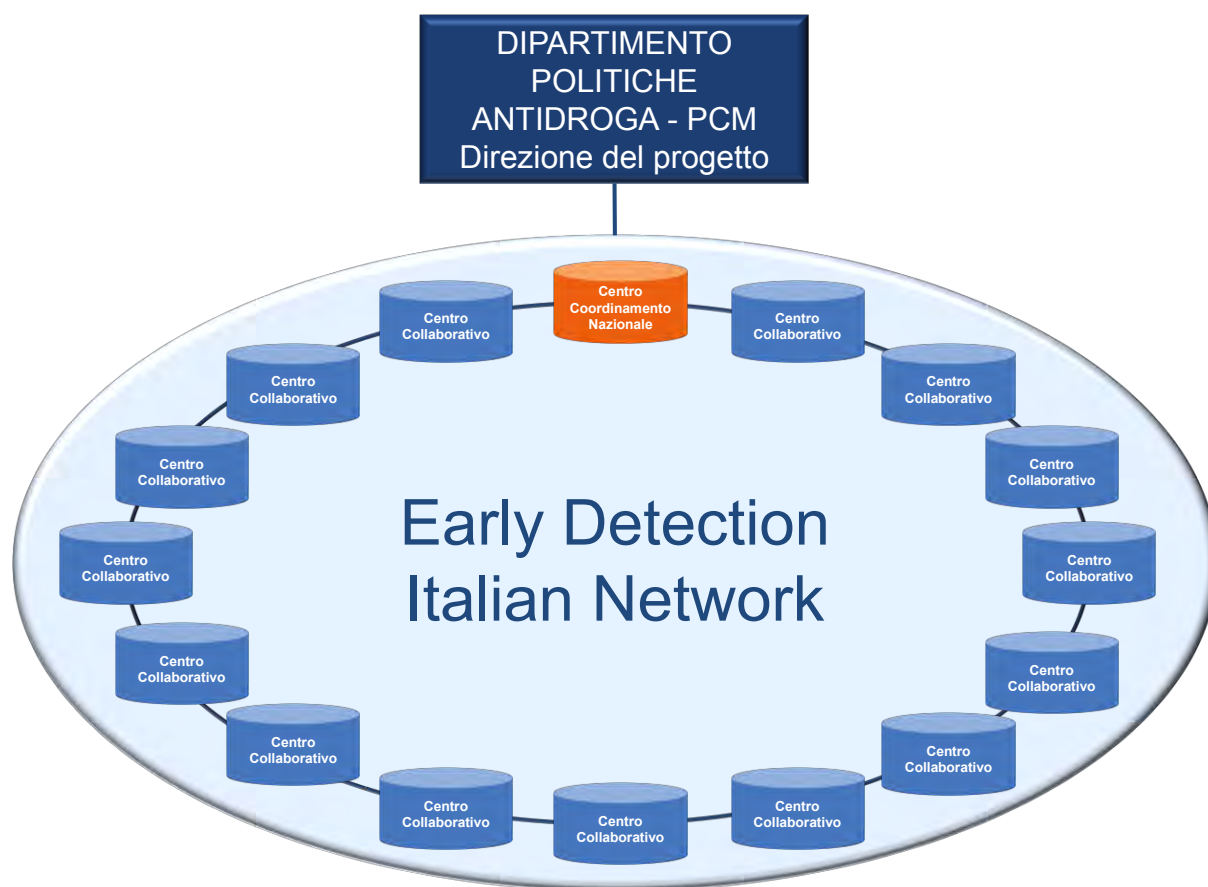 DIPARTIMENTO
POLITICHE
ANTIDROGA - PCM
Direzione del progetto
Centro
Coordinamento
Nazionale
Centro
Collaborativo
Centro
Collaborativo
Centro
Collaborativo
Centro
Collaborativo
Centro
Collaborativo
Centro
Collaborativo
Early Detection
Italian Network
Centro
Collaborativo
Centro
Collaborativo
Centro
Collaborativo
Centro
Collaborativo
Centro
Collaborativo
Centro
Collaborativo
Centro
Collaborativo
Centro
Collaborativo
Centro
Collaborativo